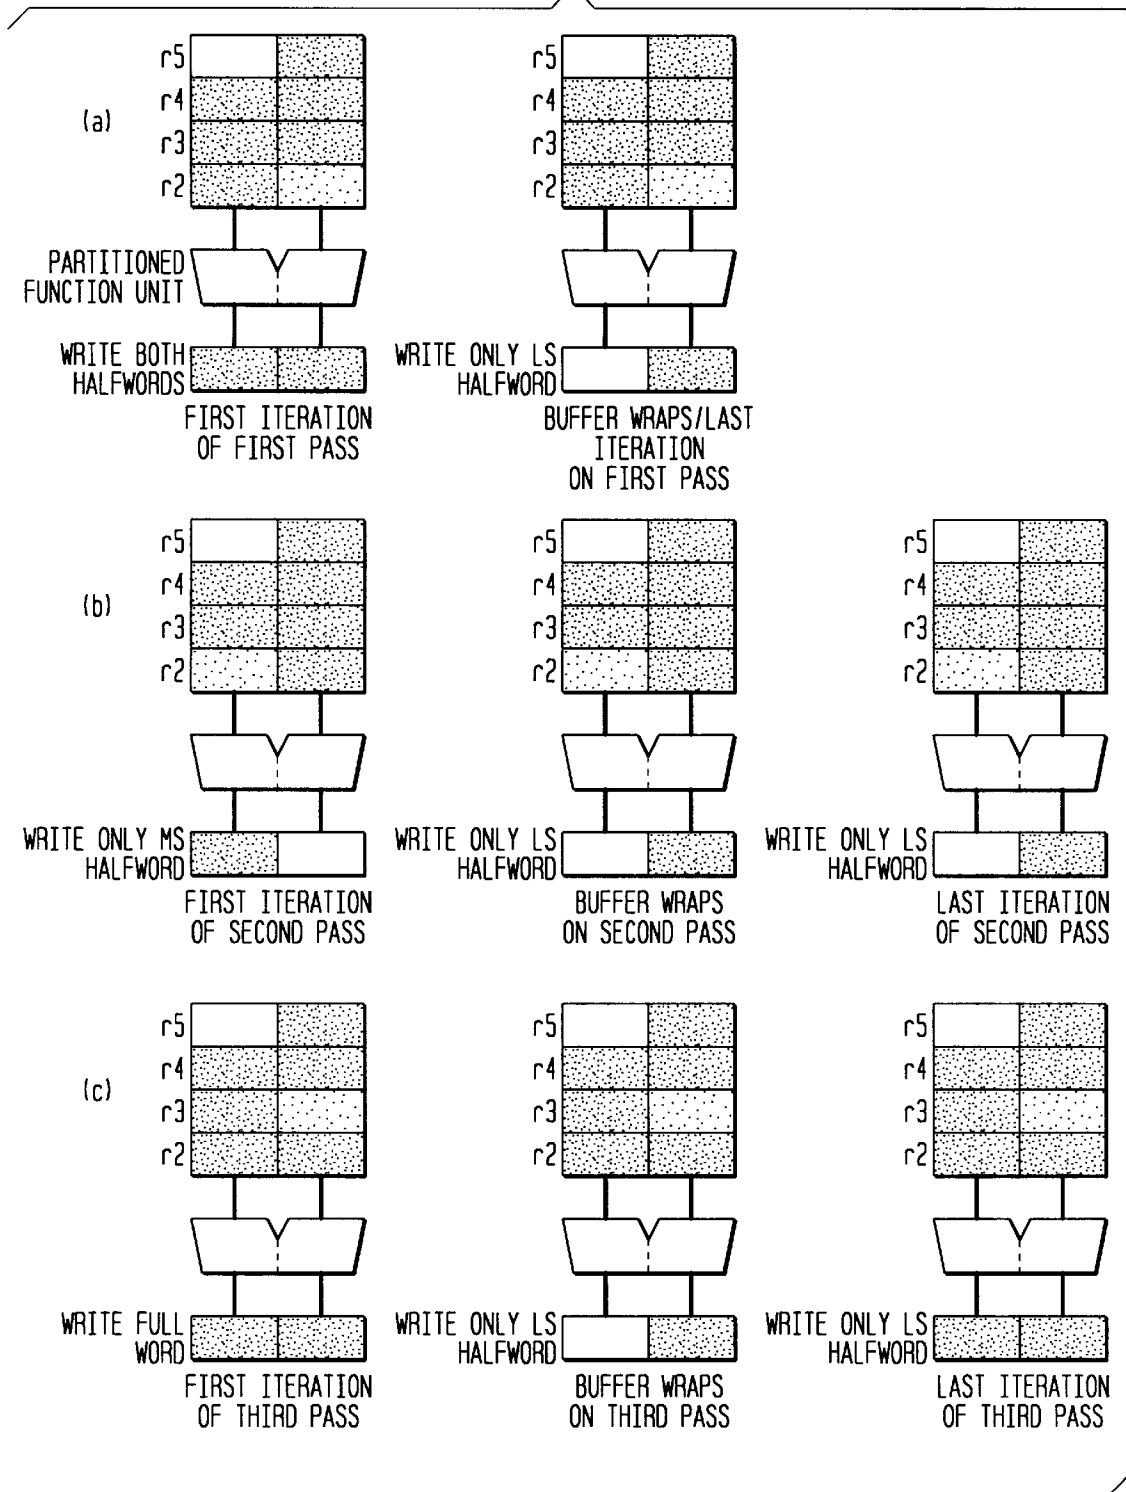 (a)
r5
r4
r3
r2
PARTITIONED
FUNCTION UNIT
WRITE BOTH
HALFWORDS
FIRST ITERATION
OF FIRST PASS
r5
r4
r3
r2
WRITE ONLY LS
HALFWORD
BUFFER WRAPS/LAST
ITERATION
ON FIRST PASS
(b)
r5
r4
r3
r2
WRITE ONLY MS
HALFWORD
FIRST ITERATION
OF SECOND PASS
r5
r4
r3
r2
WRITE ONLY LS
HALFWORD
BUFFER WRAPS
ON SECOND PASS
r5
r4
r3
r2
WRITE ONLY LS
HALFWORD
LAST ITERATION
OF SECOND PASS
(c)
r5
r4
r3
r2
WRITE FULL
WORD
FIRST ITERATION
OF THIRD PASS
r5
r4
r3
r2
WRITE ONLY LS
HALFWORD
BUFFER WRAPS
ON THIRD PASS
r5
r4
r3
r2
WRITE ONLY LS
HALFWORD
LAST ITERATION
OF THIRD PASS